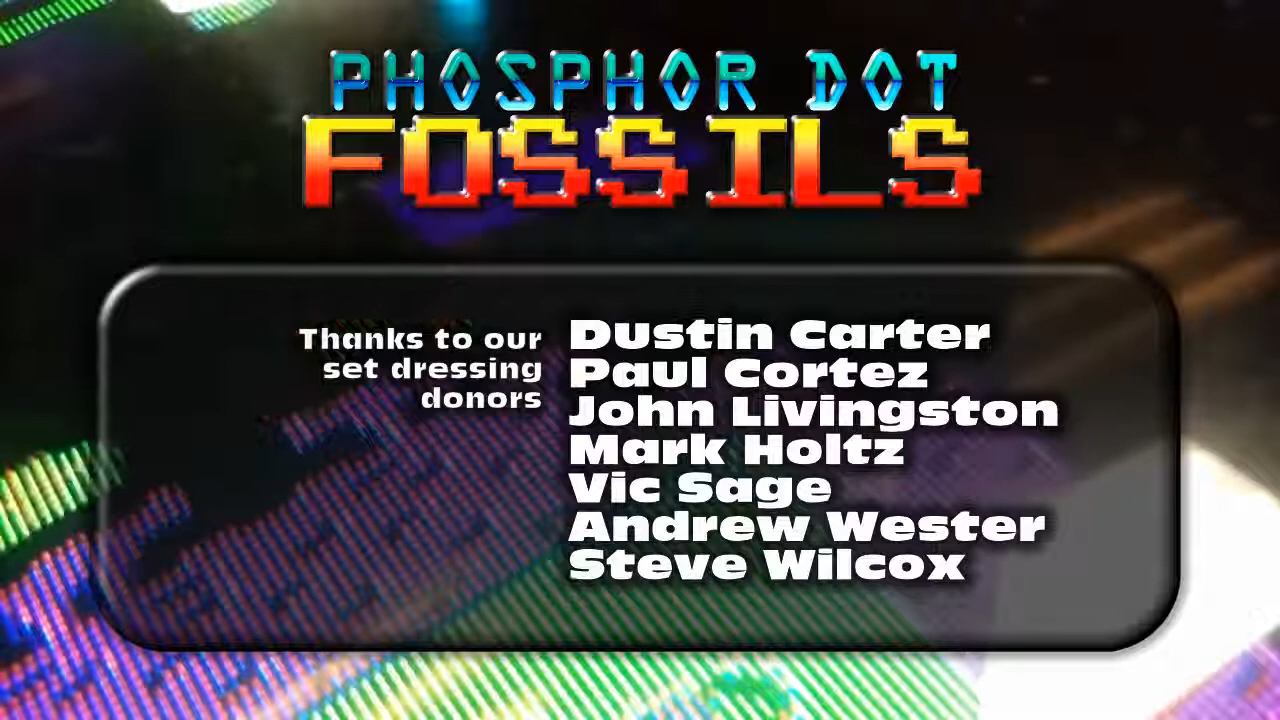 PHOSPHOR DOT
FOSSILS
Thanks to our
set dressing
donors
Dustin Carter
Paul Cortez
John Livingston
Mark Holtz
Vic Sage
Andrew Wester
Steve Wilcox